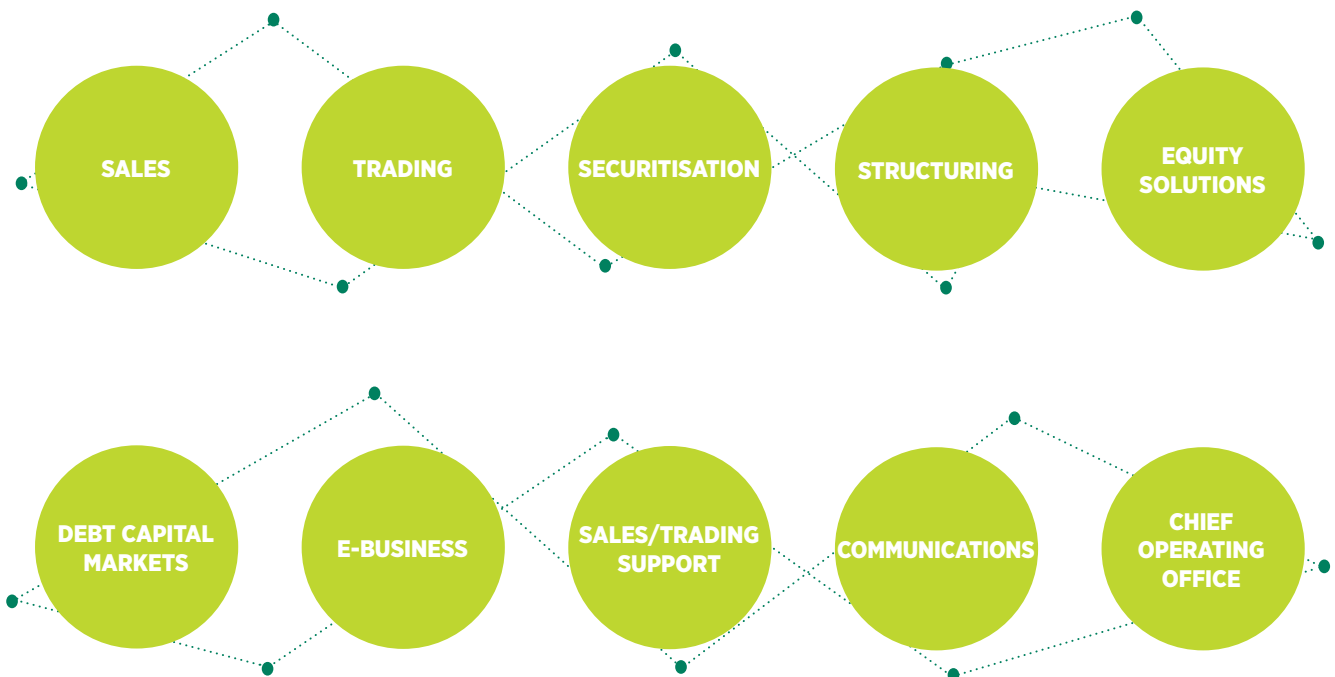 SALES
TRADING
SECURITISATION
STRUCTURING
EQUITY
SOLUTIONS
DEBT CAPITAL
MARKETS
E-BUSINESS
SALES/TRADING
SUPPORT
COMMUNICATIONS
CHIEF
OPERATING
OFFICE